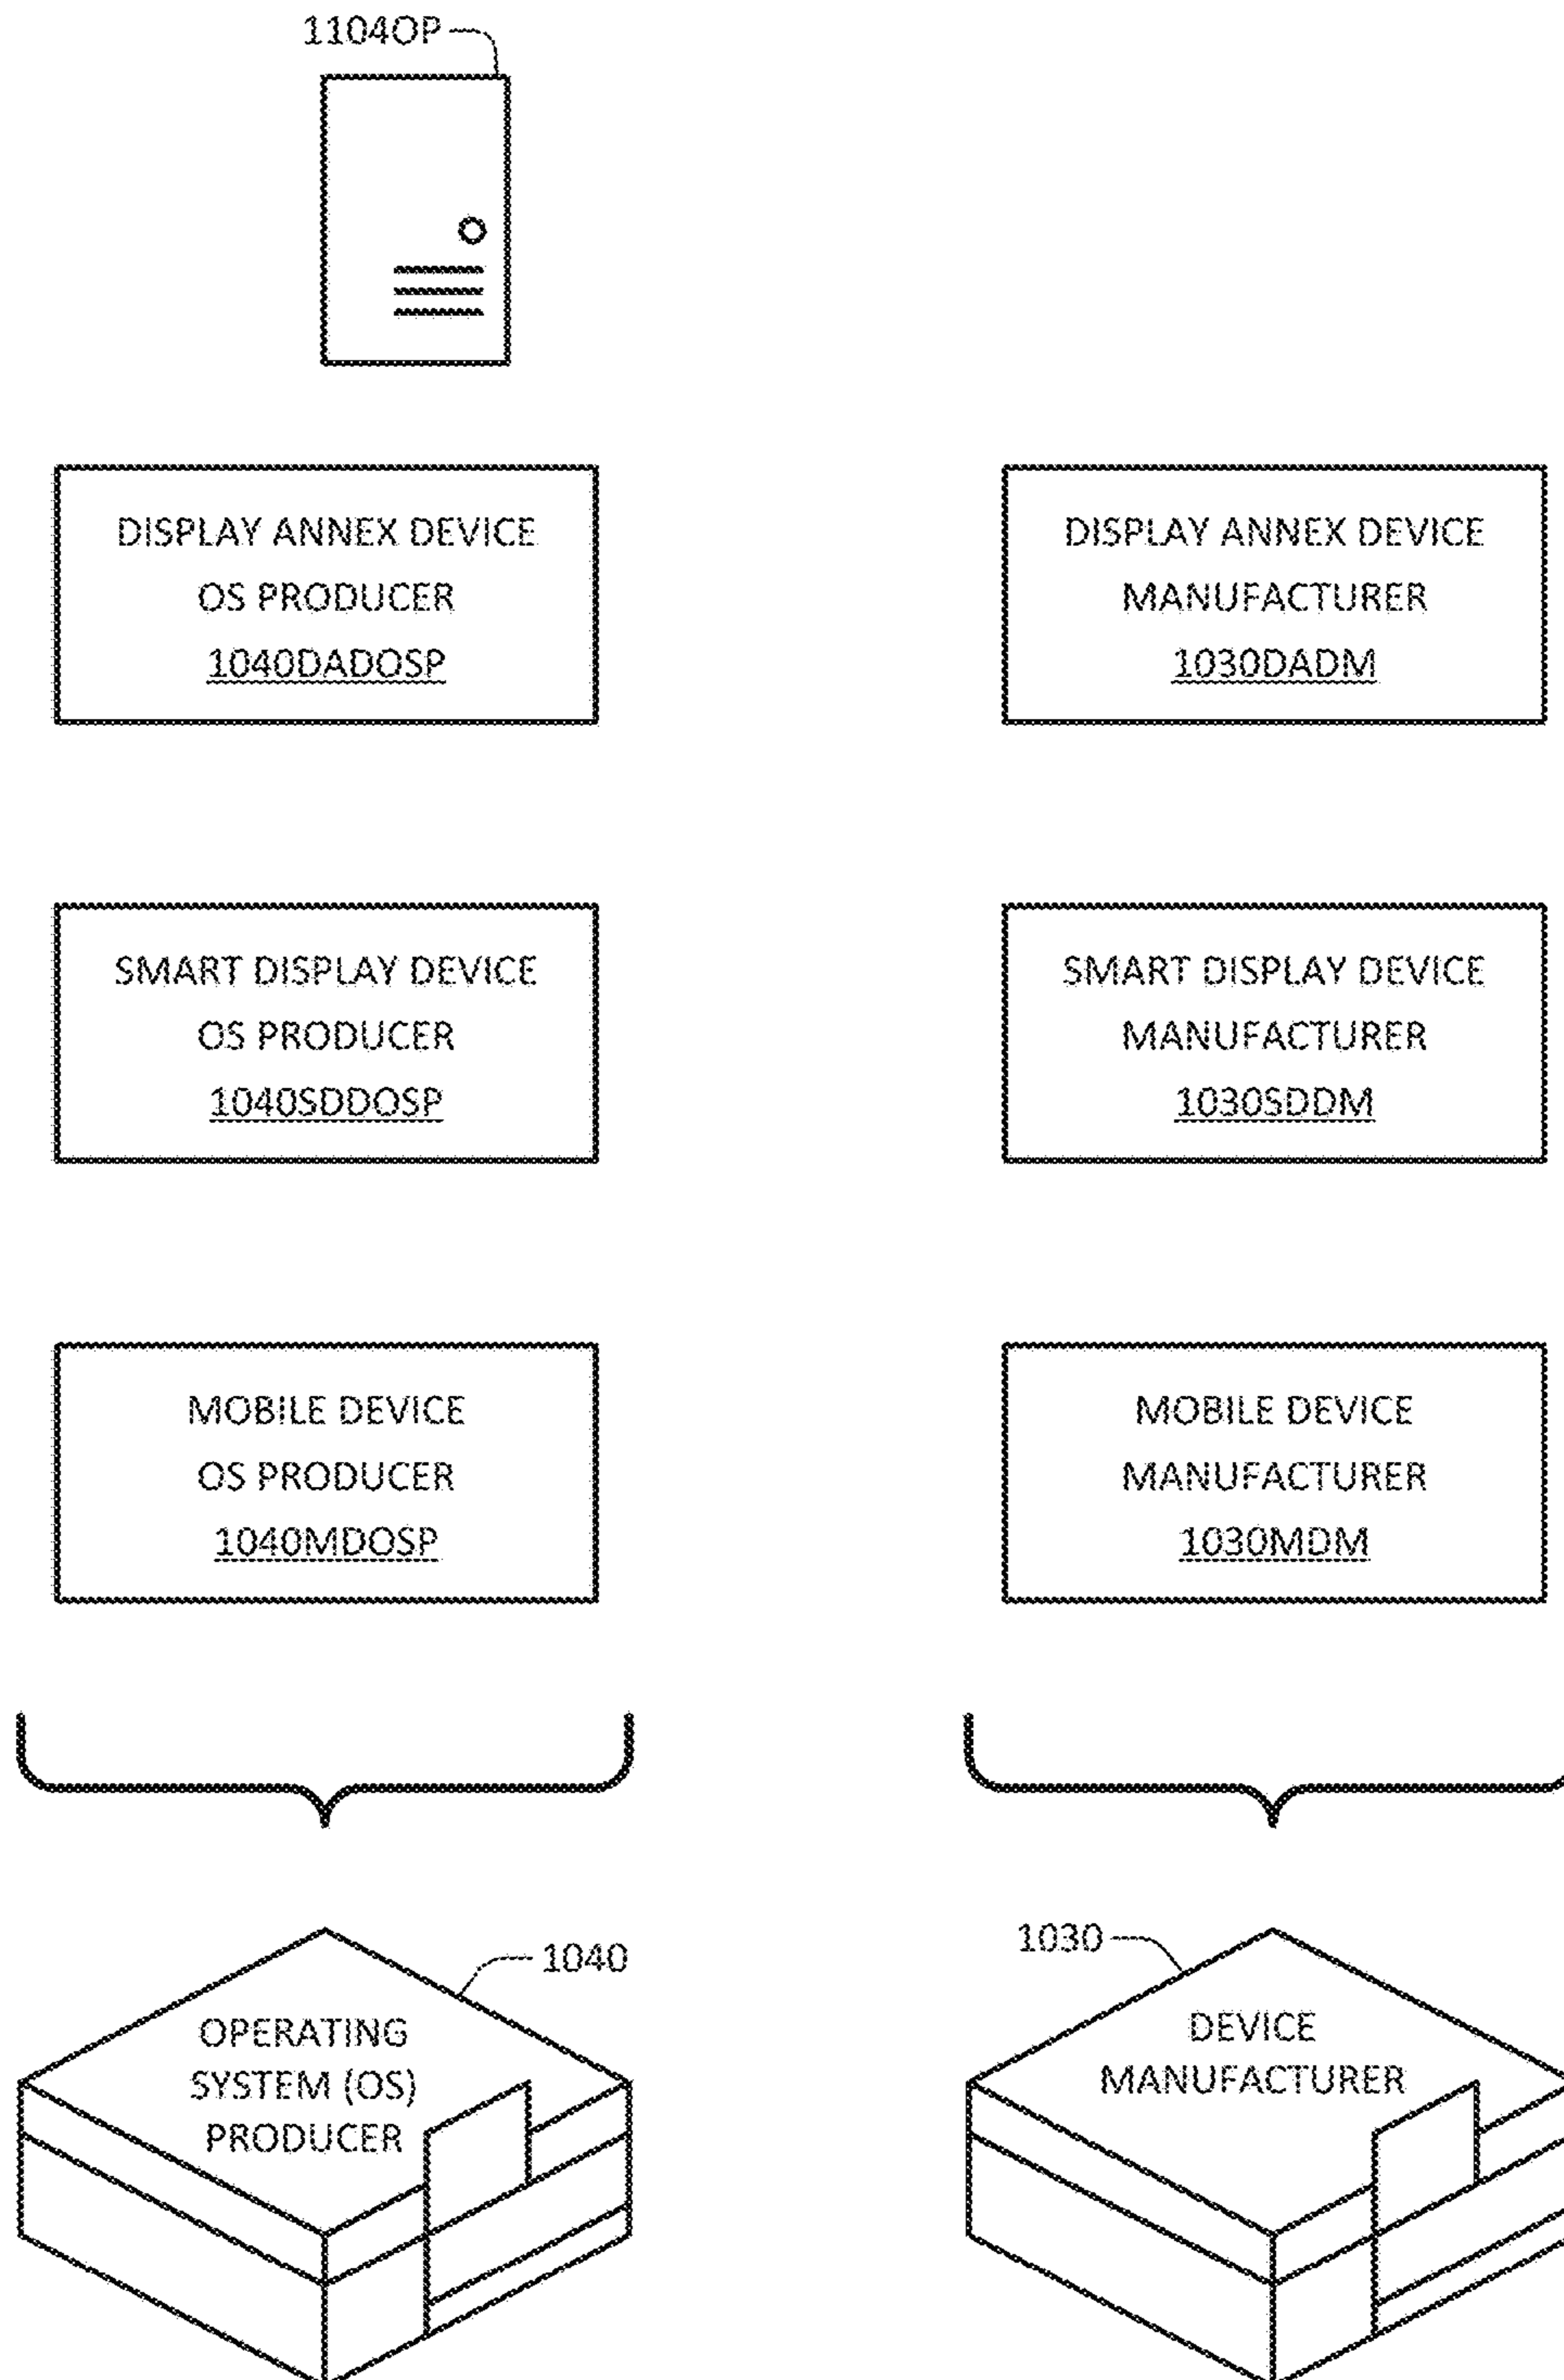 1104OP
DISPLAY ANNEX DEVICE
OS PRODUCER
1040DADOSP
DISPLAY ANNEX DEVICE
MANUFACTURER
1030DADM
SMART DISPLAY DEVICE
OS PRODUCER
1040SDDOSP
SMART DISPLAY DEVICE
MANUFACTURER
1030SDDM
MOBILE DEVICE
OS PRODUCER
1040MDOSP
MOBILE DEVICE
MANUFACTURER
1030MDM
1040
OPERATING
SYSTEM (OS)
PRODUCER
1030
DEVICE
MANUFACTURER